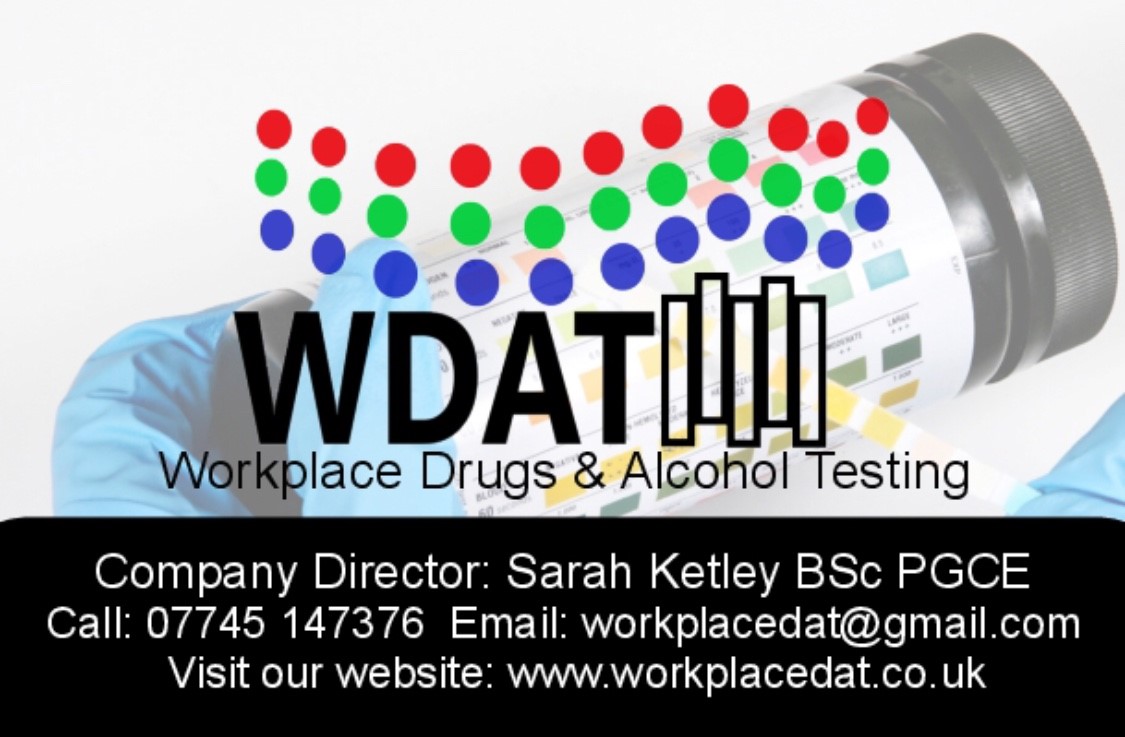 WDAT
Workplace Drugs & Alcohol Testing
Company Director: Sarah Ketley BSc PGCE
Call: 07745 147376 Email: workplacedat@gmail.com
Visit our website: www.workplacedat.co.uk